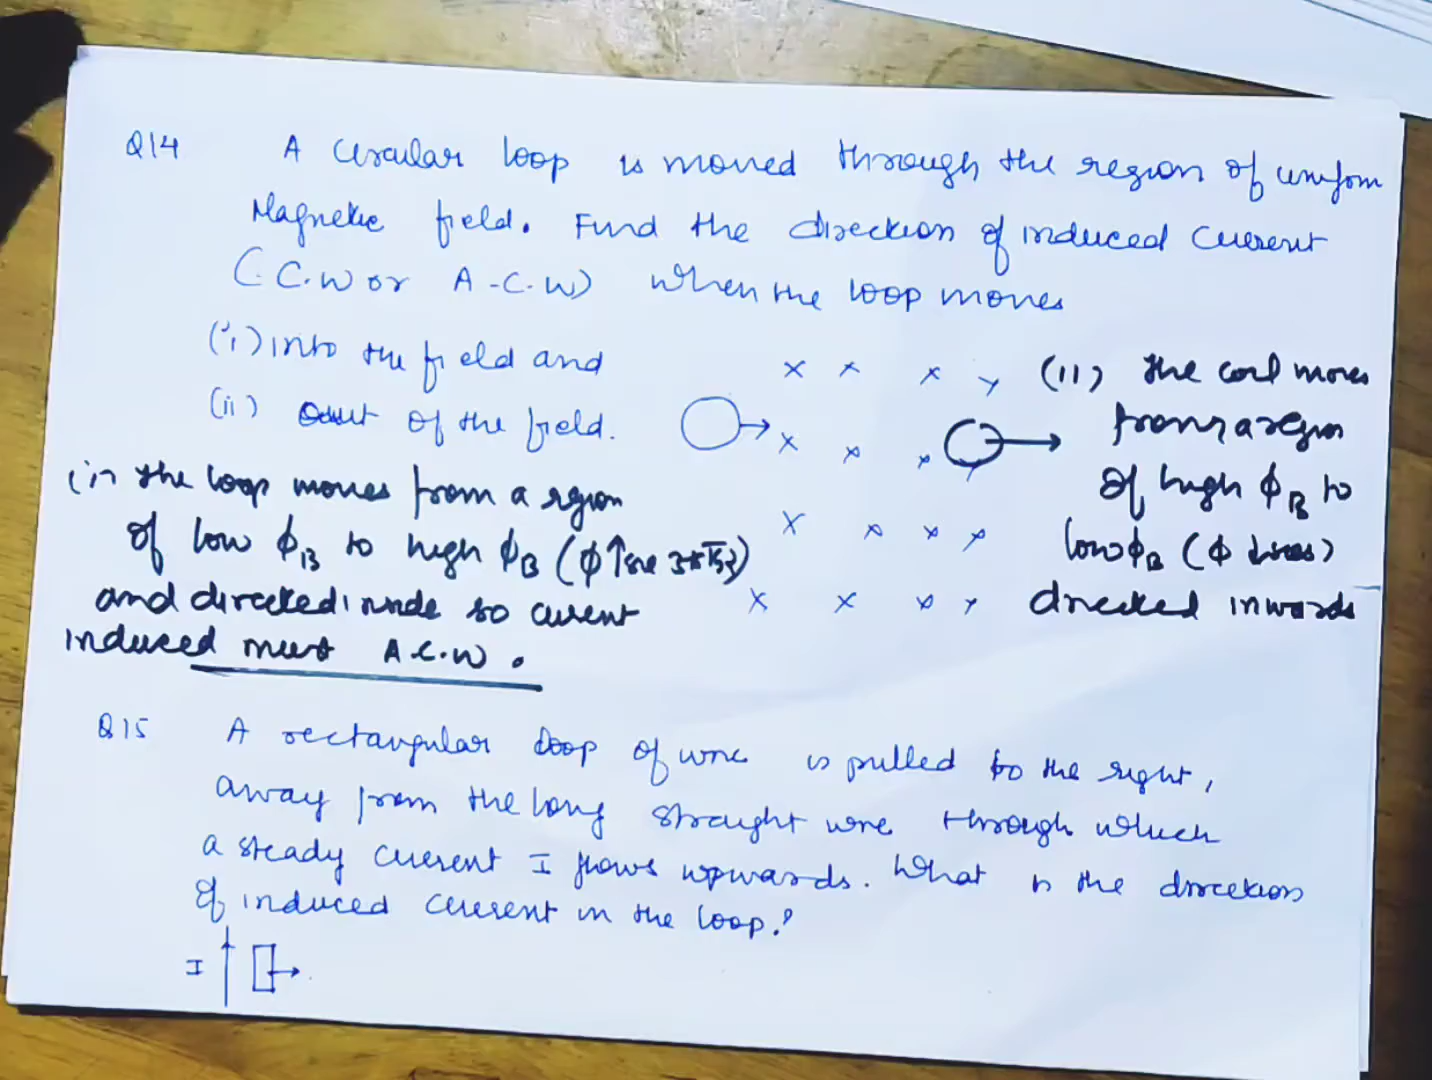 Q14 A circular loop is moved through the region of uniform
Magnetic field. Find the direction of induced current
(C.W or A-C.W) when the loop moves
(i) into the field and
(ii) out of the field.
(i) the loop moves from a region
of low ϕB to high ϕB (ϕ↑se
and directed inside so current
induced must A.C.W.
(ii) The coil moves
from a region
of high ϕB to
low ϕB (ϕ
directed inwards
Q15 A rectangular loop of wire is pulled to the right,
away from the long straight wire through which
a steady current I flows upwards. What is the direction
of induced current in the loop?
I